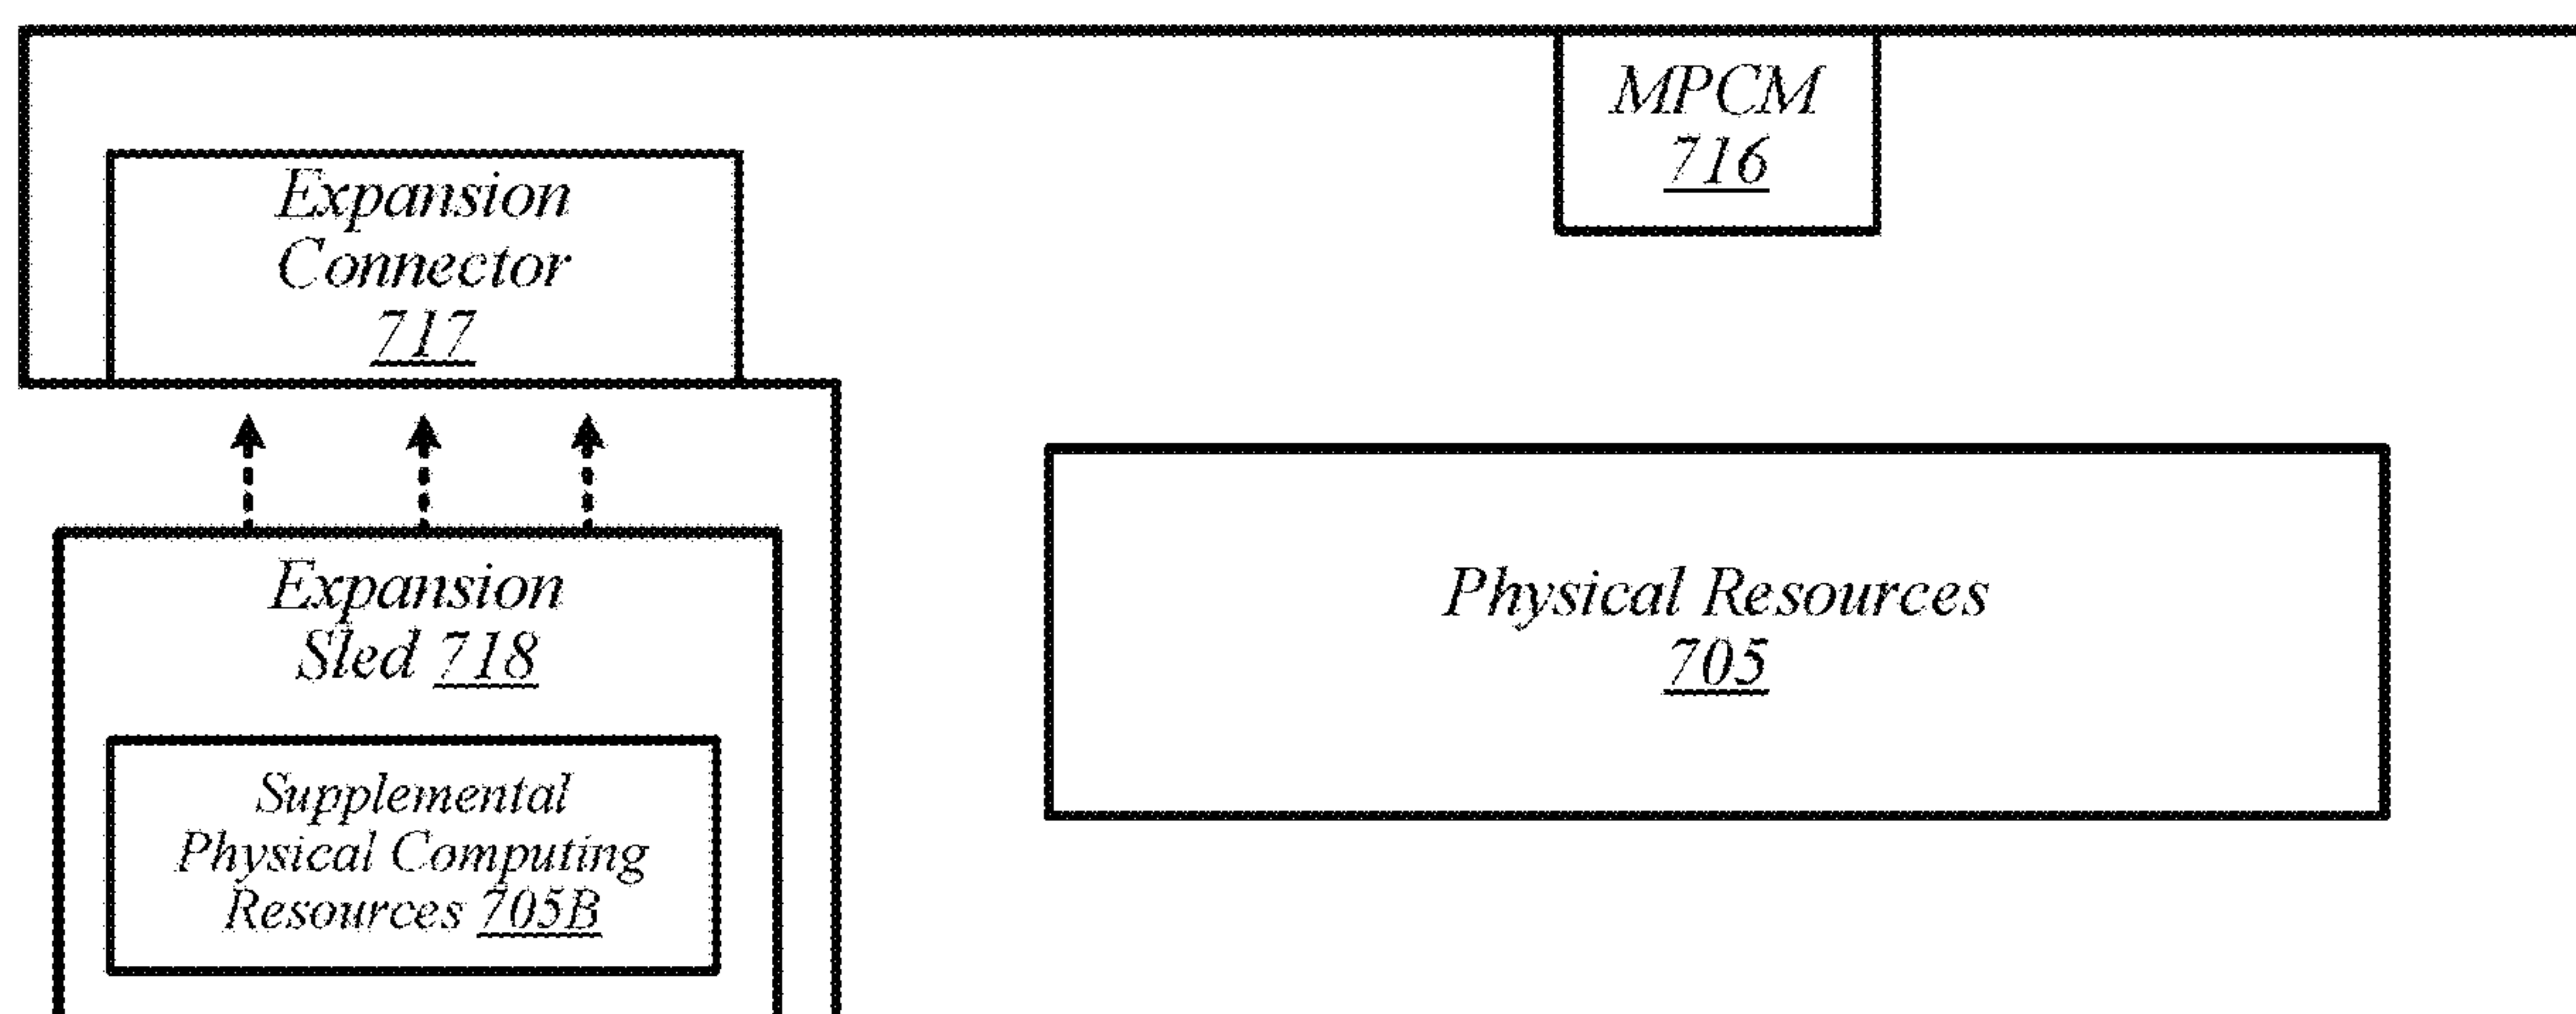 MPCM
716
Expansion
Connector
717
Physical Resources
705
Expansion
Sled 718
Supplemental
Physical Computing
Resources 705B